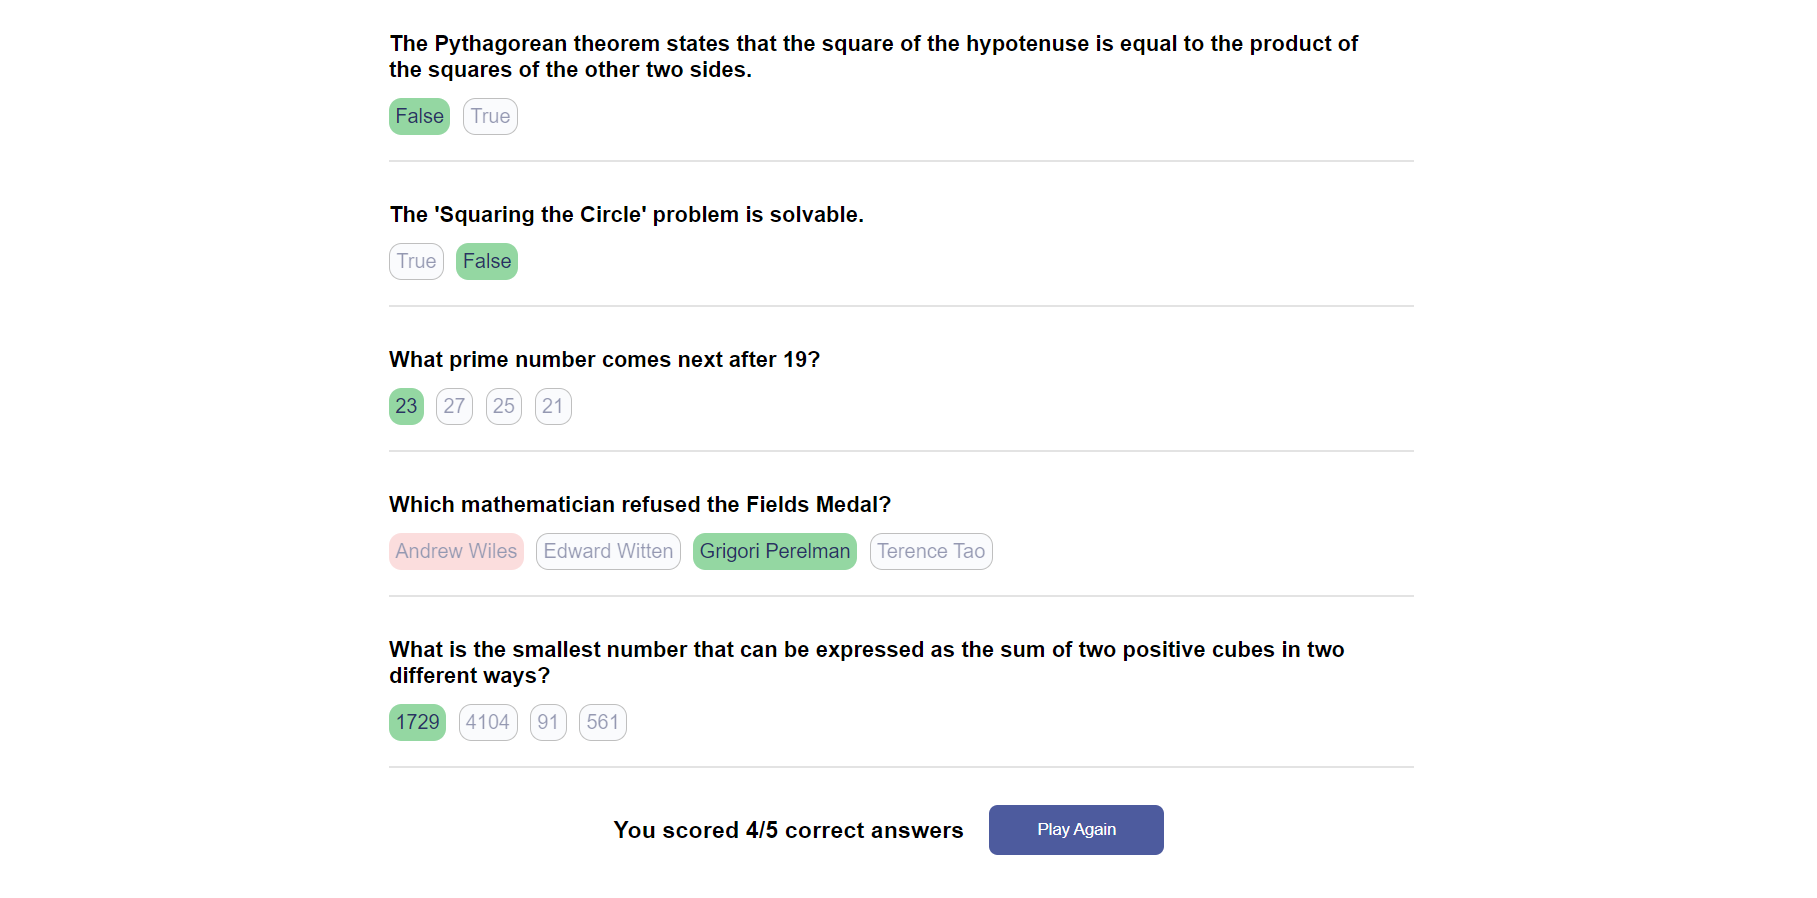 The Pythagorean theorem states that the square of the hypotenuse is equal to the product of
the squares of the other two sides.
False True
The 'Squaring the Circle' problem is solvable.
True False
What prime number comes next after 19?
23 27 25 21
Which mathematician refused the Fields Medal?
Andrew Wiles Edward Witten Grigori Perelman Terence Tao
What is the smallest number that can be expressed as the sum of two positive cubes in two
different ways?
1729 4104 91 561
You scored 4/5 correct answers Play Again